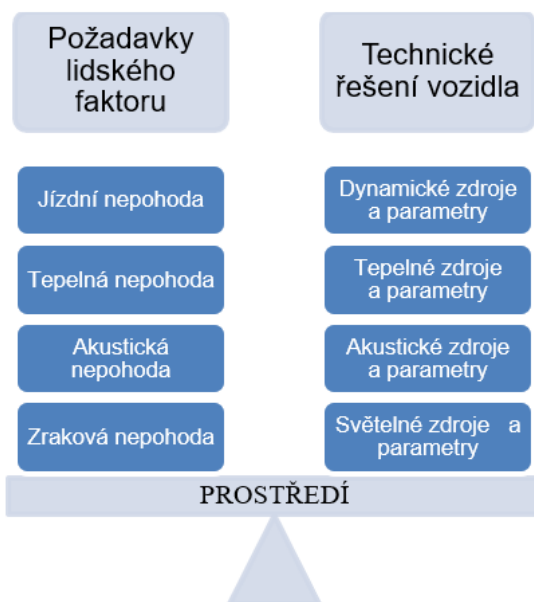 Požadavky
lidského
faktoru
Technické
řešení vozidla
Jízdní nepohoda
Dynamické zdroje
a parametry
Tepelná nepohoda
Tepelné zdroje
a parametry
Akustická
nepohoda
Akustické zdroje
a parametry
Zraková nepohoda
Světelné zdroje a
parametry
PROSTŘEDÍ